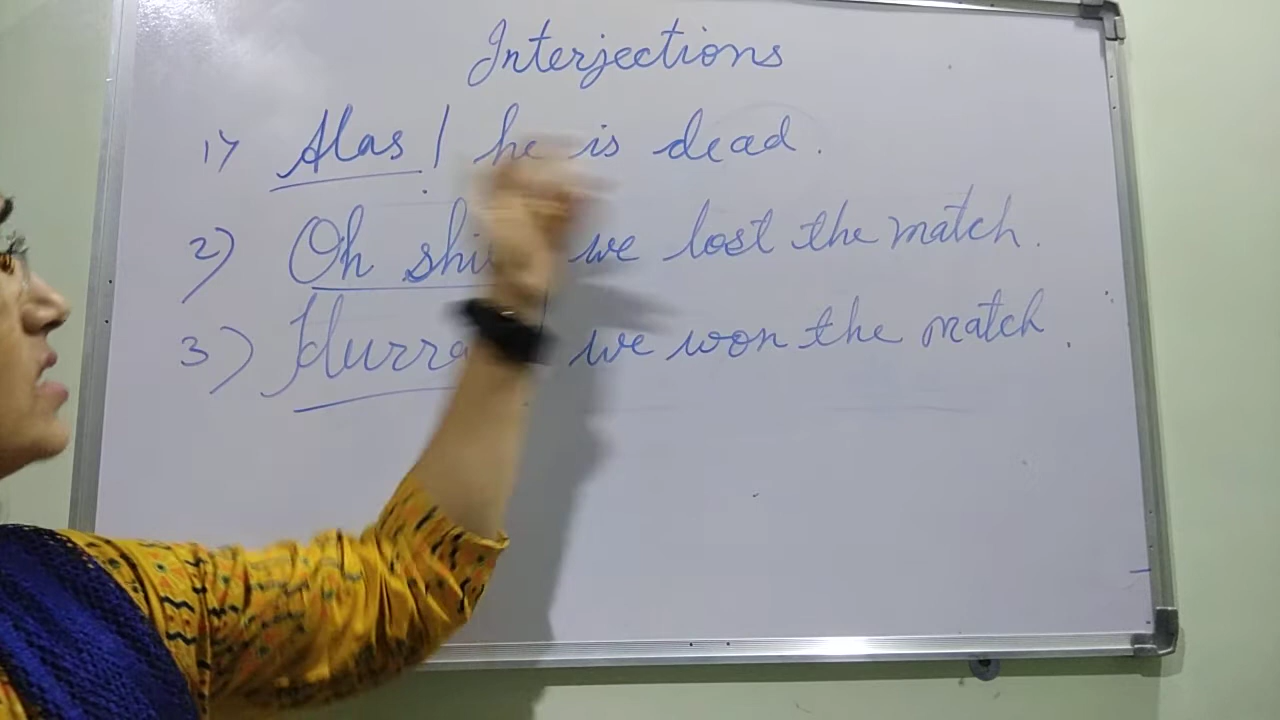 Interjections
1) Alas! he is dead.
2) Oh we lost the match.
3) we won the match.